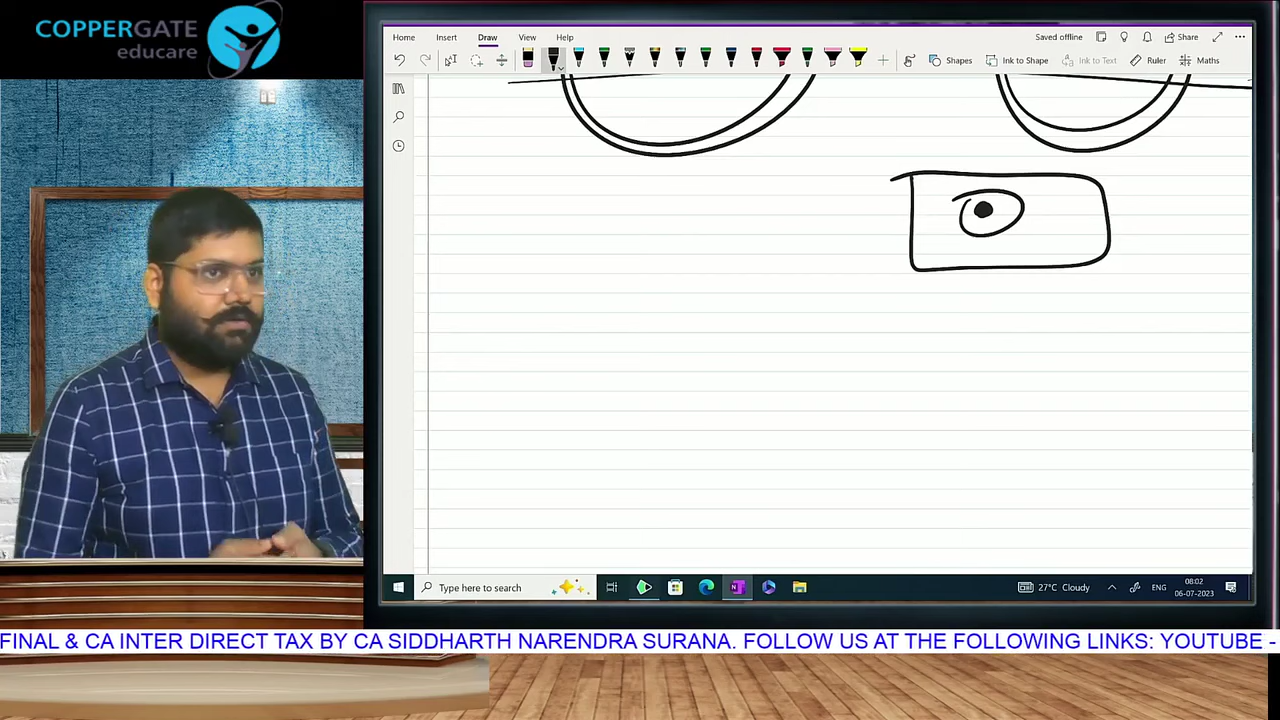 COPPERGATE
educare
Home Insert Draw View Help
Saved offline
Share
Shapes
Ink to Shape
Ink to Text
Ruler
Maths
Type here to search
27°C Cloudy
ENG
08:02
06-07-2023
FINAL & CA INTER DIRECT TAX BY CA SIDDHARTH NARENDRA SURANA. FOLLOW US AT THE FOLLOWING LINKS: YOUTUBE -